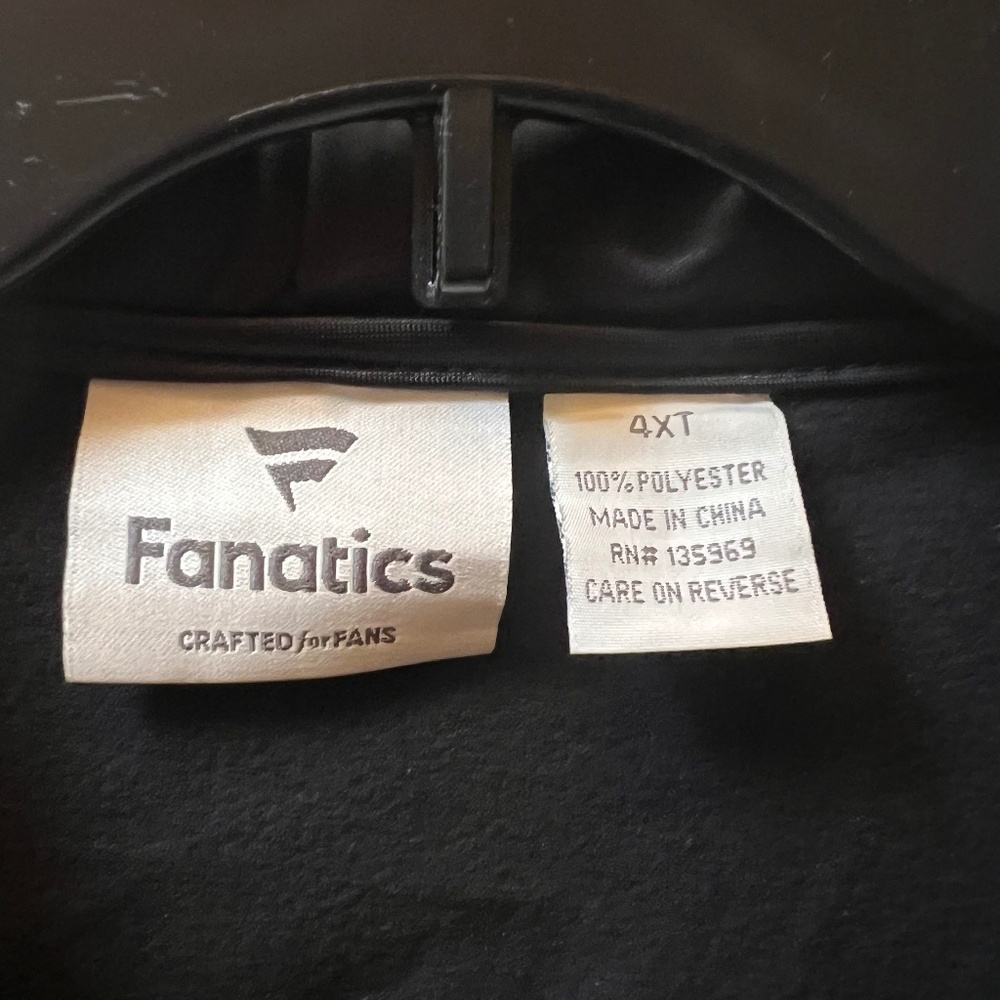 Fanatics
CRAFTED for FANS
4XT
100% POLYESTER
MADE IN CHINA
RN# 135969
CARE ON REVERSE